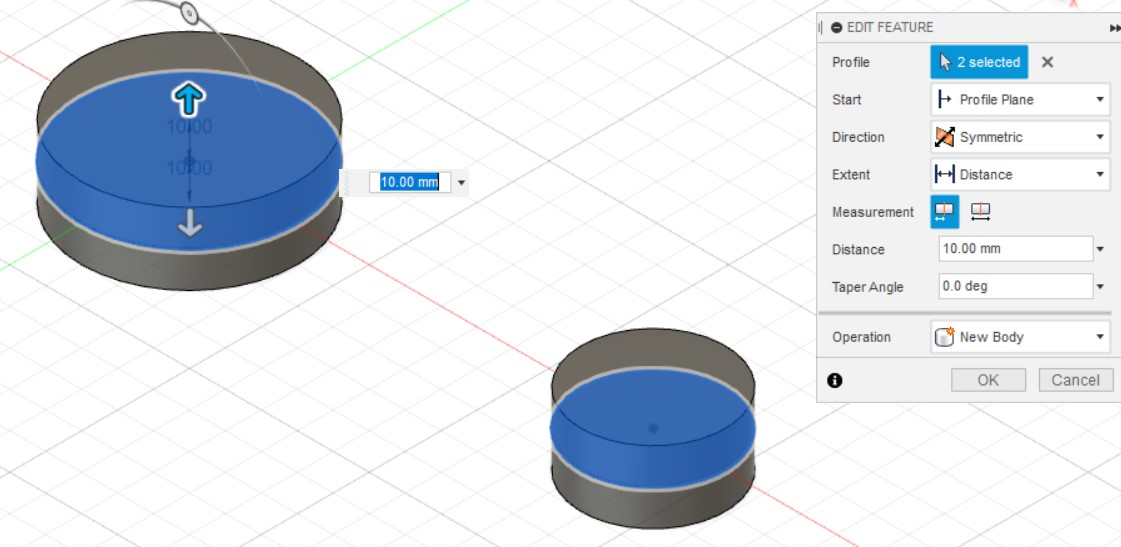 EDIT FEATURE
Profile 2 selected
Start Profile Plane
10.00
Direction Symmetric
10.00
10.00 mm
Extent Distance
Measurement
Distance 10.00 mm
Taper Angle 0.0 deg
Operation New Body
OK Cancel